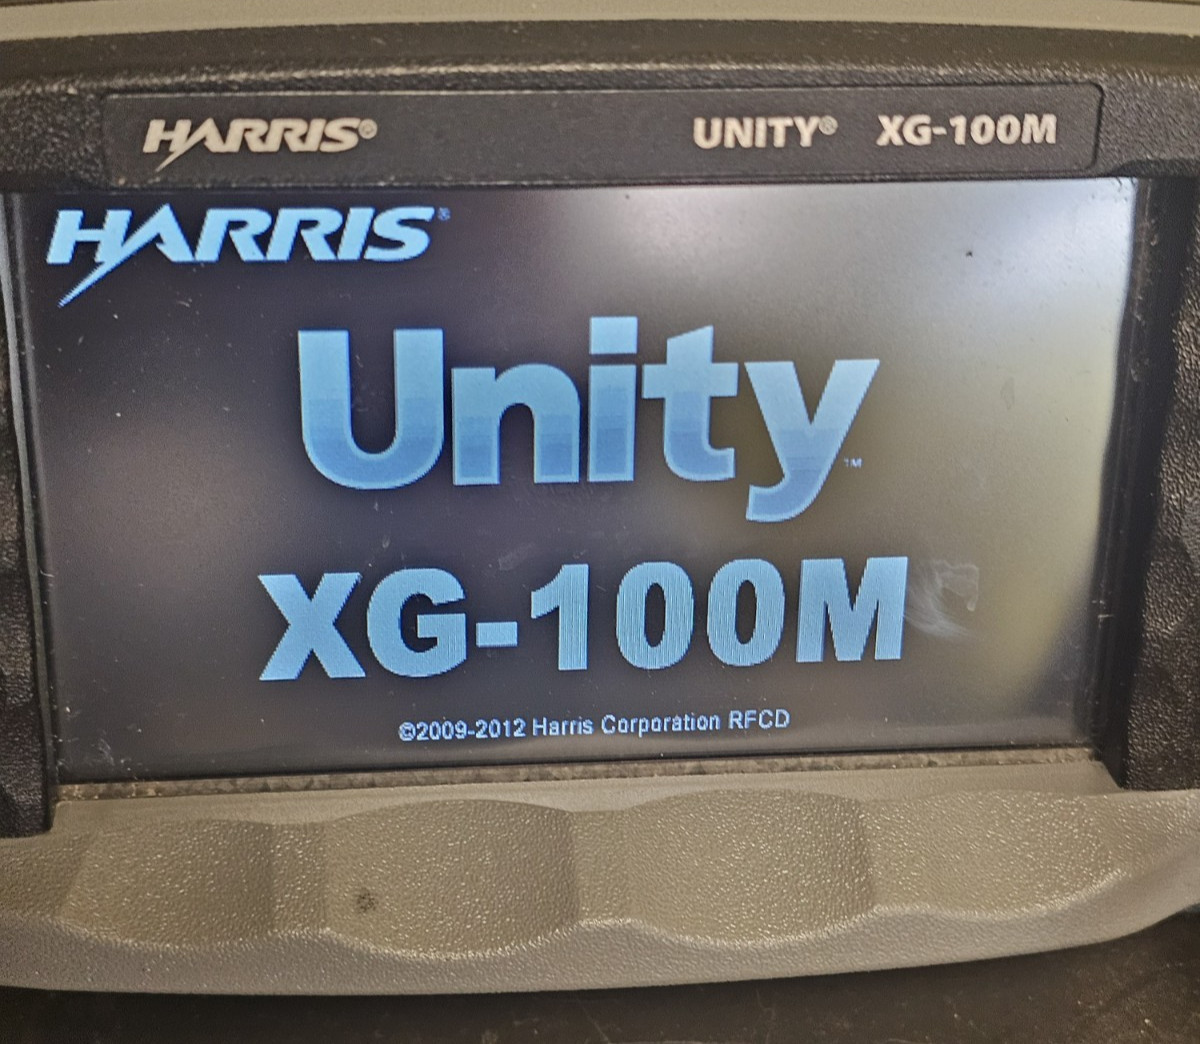 HARRIS® UNITY® XG-100M
HARRIS®
Unity™
XG-100M
©2009-2012 Harris Corporation RFCD